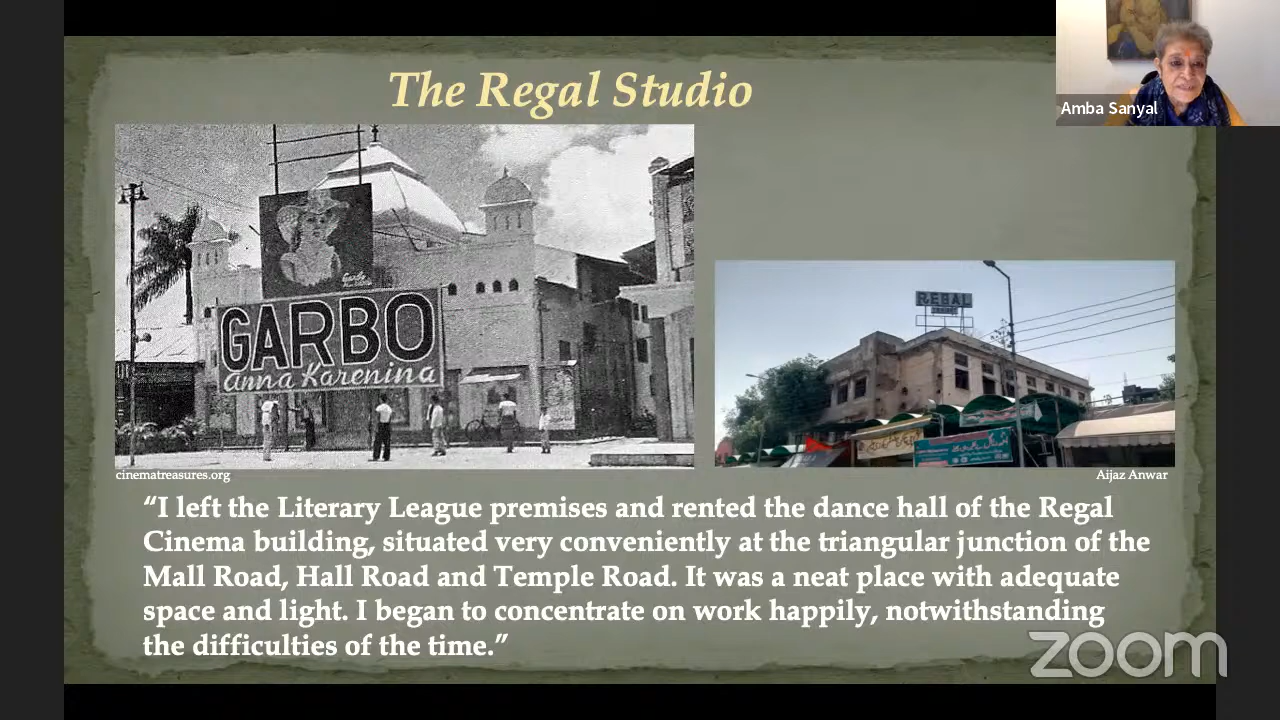 The Regal Studio
Amba Sanyal
GARBO
Anna Karenina
REGAL
cinematreasures.org
Aijaz Anwar
“I left the Literary League premises and rented the dance hall of the Regal
Cinema building, situated very conveniently at the triangular junction of the
Mall Road, Hall Road and Temple Road. It was a neat place with adequate
space and light. I began to concentrate on work happily, notwithstanding
the difficulties of the time.”
zoom